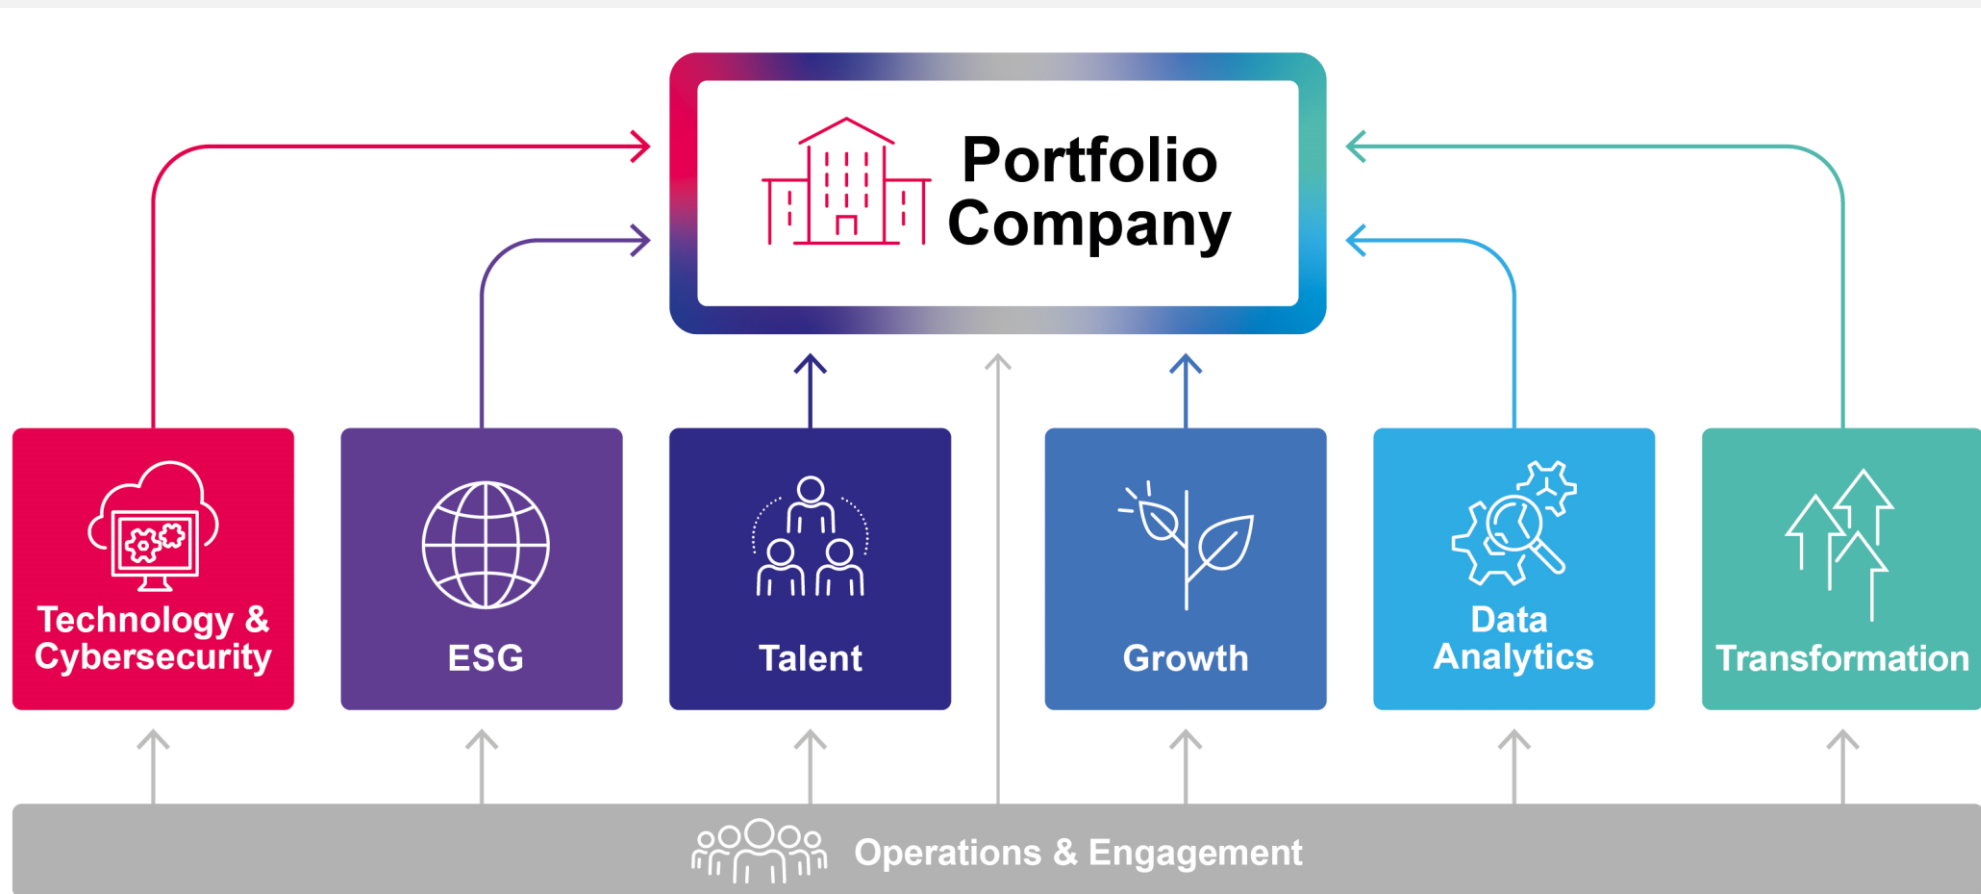 Portfolio
Company
Technology &
Cybersecurity
ESG
Talent
Growth
Data
Analytics
Transformation
Operations & Engagement